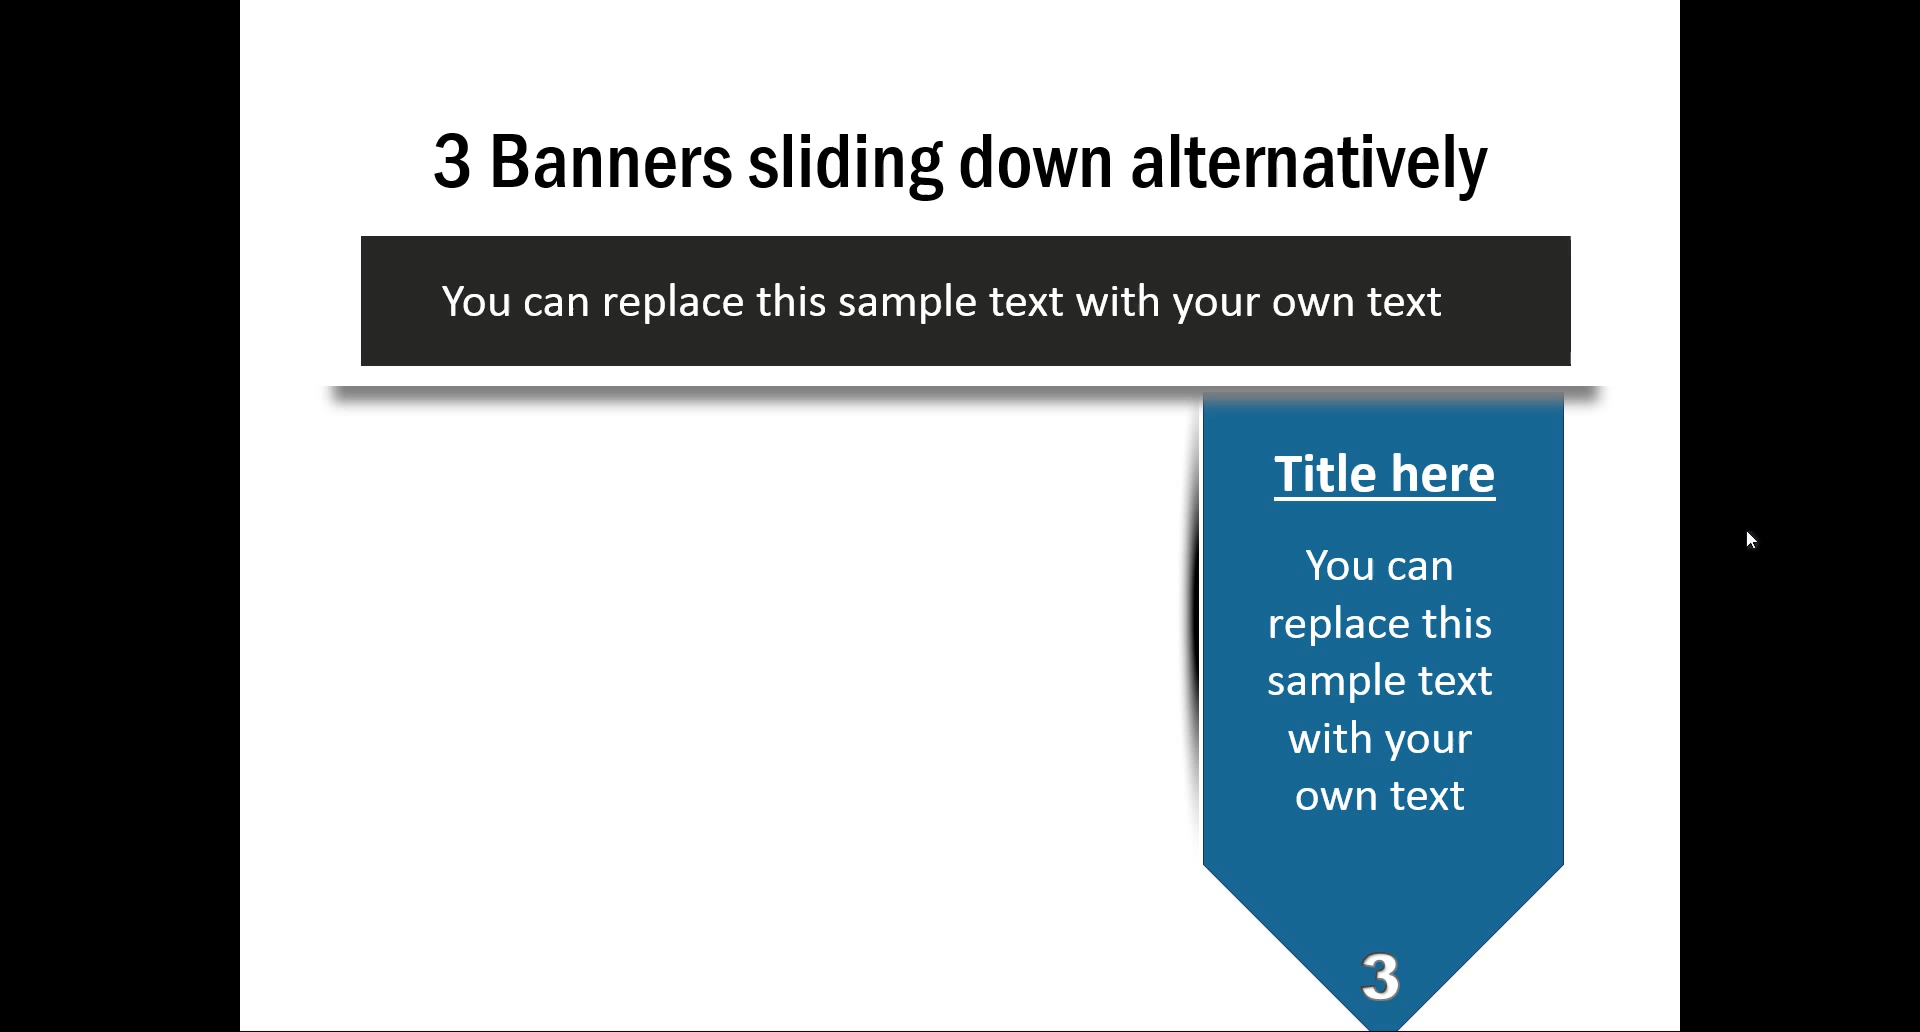 3 Banners sliding down alternatively
You can replace this sample text with your own text
Title here
You can
replace this
sample text
with your
own text
3